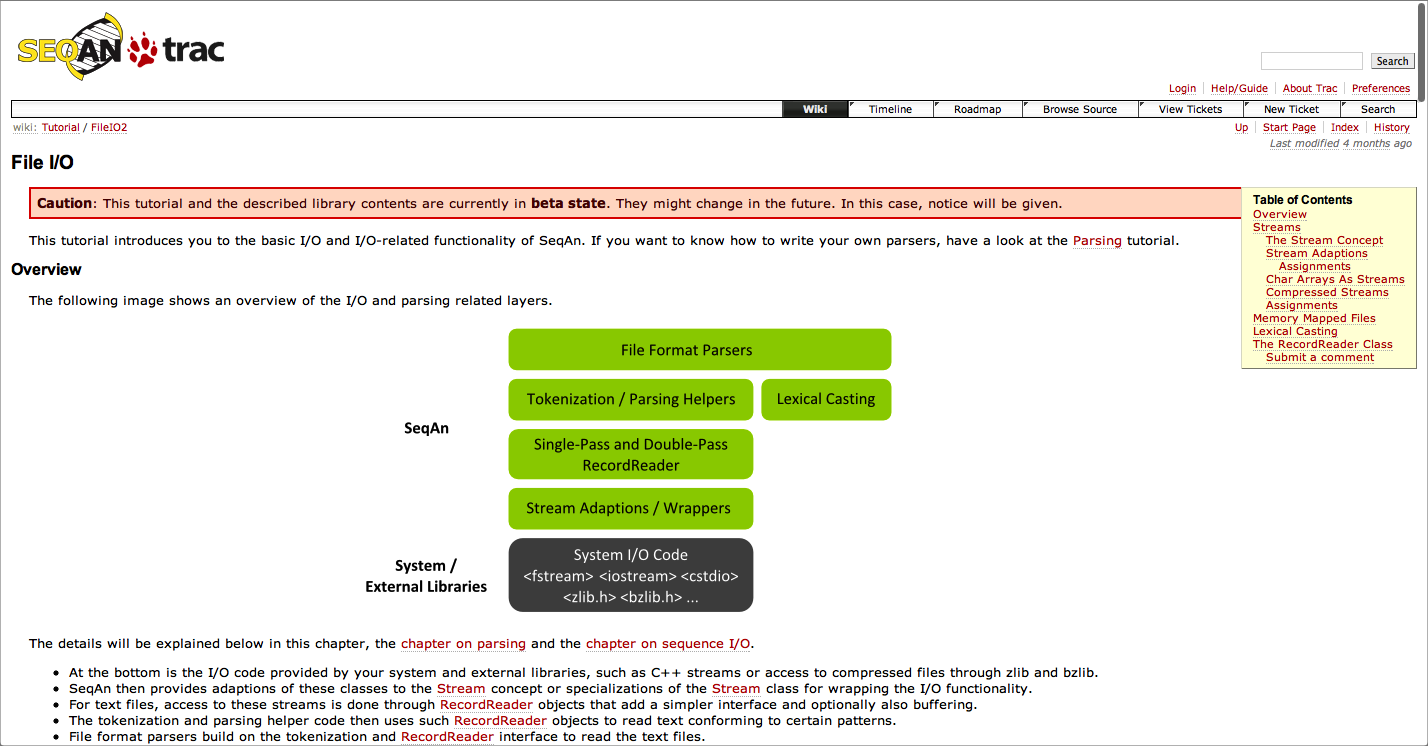 SEQAN trac
Search
Login Help/Guide About Trac Preferences
Wiki Timeline Roadmap Browse Source View Tickets New Ticket Search
wiki: Tutorial / FileIO2
Up Start Page Index History
Last modified 4 months ago
File I/O
Caution: This tutorial and the described library contents are currently in beta state. They might change in the future. In this case, notice will be given.
This tutorial introduces you to the basic I/O and I/O-related functionality of SeqAn. If you want to know how to write your own parsers, have a look at the Parsing tutorial.
Table of Contents
Overview
Streams
The Stream Concept
Stream Adaptions
Assignments
Char Arrays As Streams
Compressed Streams
Assignments
Memory Mapped Files
Lexical Casting
The RecordReader Class
Submit a comment
Overview
The following image shows an overview of the I/O and parsing related layers.
File Format Parsers
Tokenization / Parsing Helpers
Lexical Casting
SeqAn
Single-Pass and Double-Pass
RecordReader
Stream Adaptions / Wrappers
System /
External Libraries
System I/O Code
<fstream> <iostream> <cstdio>
<zlib.h> <bzlib.h> ...
The details will be explained below in this chapter, the chapter on parsing and the chapter on sequence I/O.
• At the bottom is the I/O code provided by your system and external libraries, such as C++ streams or access to compressed files through zlib and bzlib.
• SeqAn then provides adaptions of these classes to the Stream concept or specializations of the Stream class for wrapping the I/O functionality.
• For text files, access to these streams is done through RecordReader objects that add a simpler interface and optionally also buffering.
• The tokenization and parsing helper code then uses such RecordReader objects to read text conforming to certain patterns.
• File format parsers build on the tokenization and RecordReader interface to read the text files.